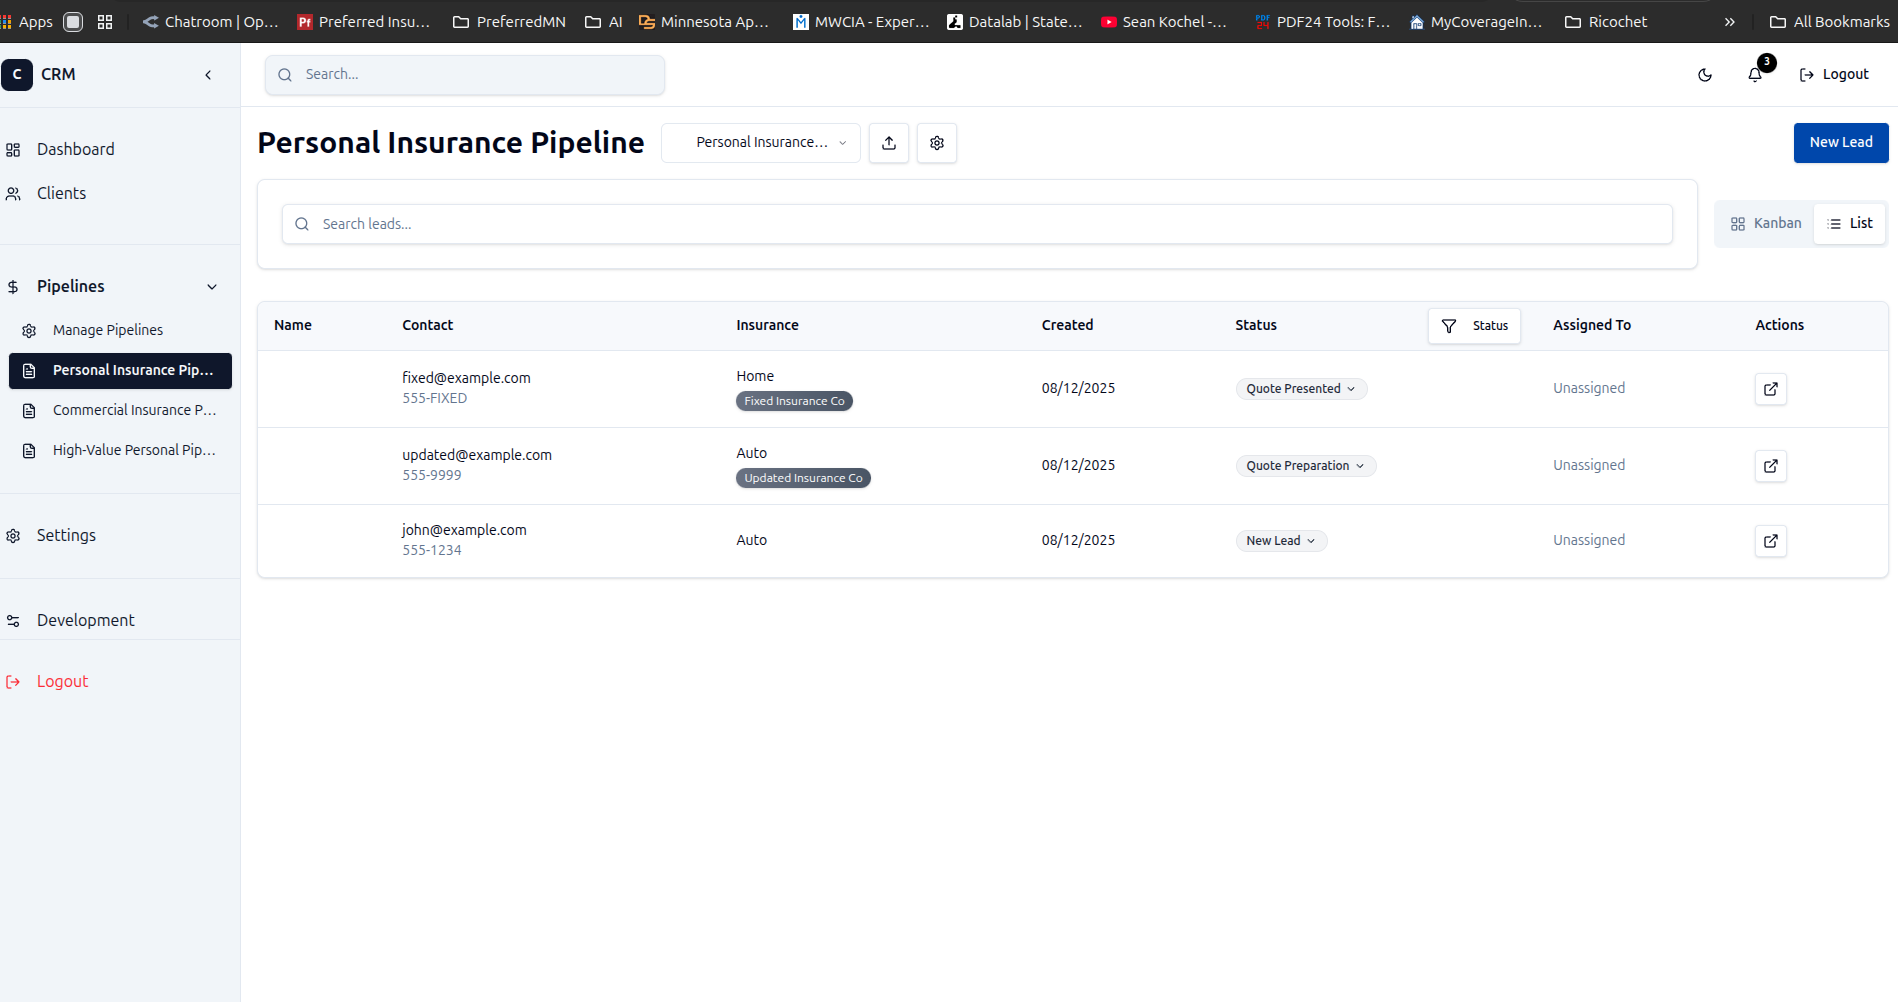 Apps Chatroom | Op... Preferred Insu... PreferredMN AI Minnesota Ap... MWCIA - Exper... Datalab | State... Sean Kochel -... PDF24 Tools: F... MyCoverageIn... Ricochet » All Bookmarks
C CRM
Search...
3
Logout
Dashboard
Clients
Pipelines
Manage Pipelines
Personal Insurance Pip...
Commercial Insurance P...
High-Value Personal Pip...
Settings
Development
Logout
Personal Insurance Pipeline
Personal Insurance...
New Lead
Search leads...
Kanban
List
Name Contact Insurance Created Status Status Assigned To Actions
fixed@example.com Home
555-FIXED Fixed Insurance Co 08/12/2025 Quote Presented Unassigned
updated@example.com Auto
555-9999 Updated Insurance Co 08/12/2025 Quote Preparation Unassigned
john@example.com
555-1234 Auto 08/12/2025 New Lead Unassigned